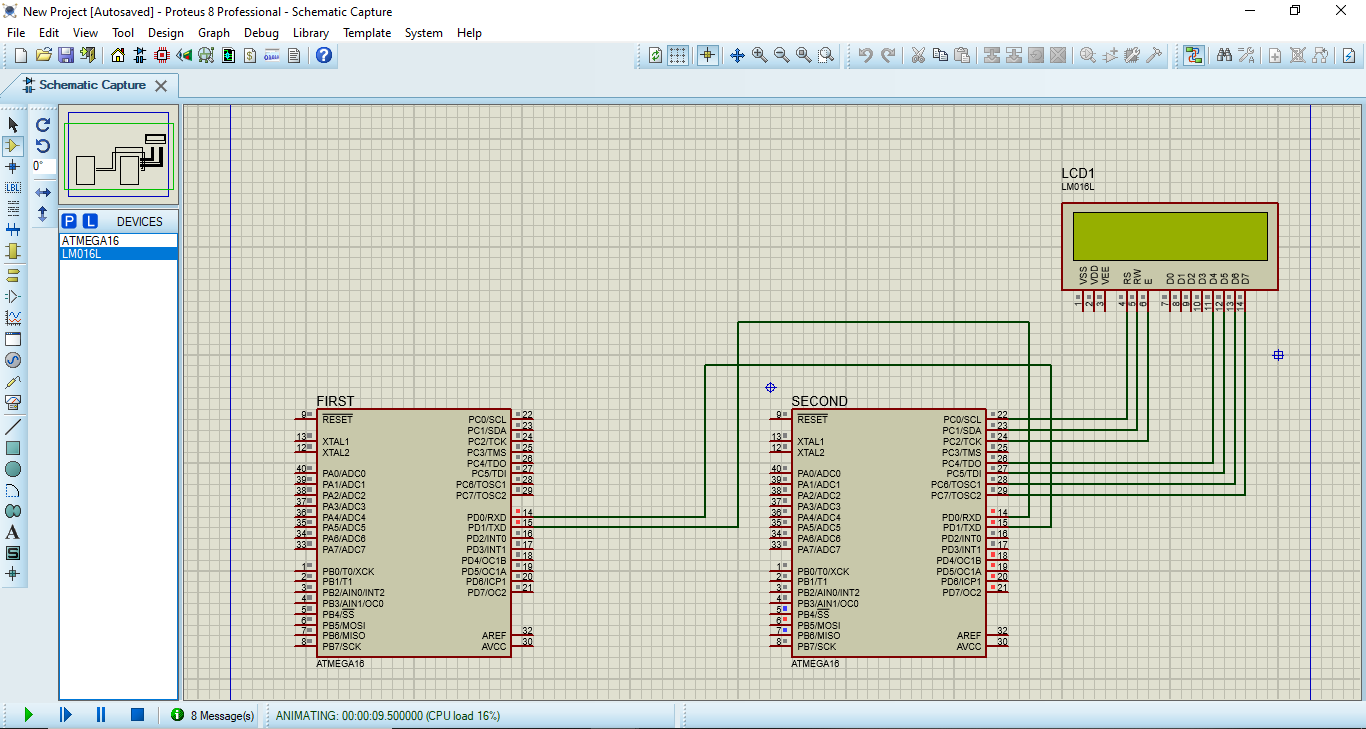 New Project [Autosaved] - Proteus 8 Professional - Schematic Capture
File Edit View Tool Design Graph Debug Library Template System Help
Schematic Capture
0°
LBL
P L DEVICES
ATMEGA16
LM016L
A
S
LCD1
LM016L
VSS VDD VEE RS RW E D0 D1 D2 D3 D4 D5 D6 D7
1 2 3 4 5 6 7 8 9 10 11 12 13 14
FIRST
9 RESET PC0/SCL 22
PC1/SDA 23
13 XTAL1 PC2/TCK 24
12 XTAL2 PC3/TMS 25
PC4/TDO 26
40 PA0/ADC0 PC5/TDI 27
39 PA1/ADC1 PC6/TOSC1 28
38 PA2/ADC2 PC7/TOSC2 29
37 PA3/ADC3
36 PA4/ADC4 PD0/RXD 14
35 PA5/ADC5 PD1/TXD 15
34 PA6/ADC6 PD2/INT0 16
33 PA7/ADC7 PD3/INT1 17
PD4/OC1B 18
1 PB0/T0/XCK PD5/OC1A 19
2 PB1/T1 PD6/ICP1 20
3 PB2/AIN0/INT2 PD7/OC2 21
4 PB3/AIN1/OC0
5 PB4/SS
6 PB5/MOSI
7 PB6/MISO AREF 32
8 PB7/SCK AVCC 30
ATMEGA16
SECOND
9 RESET PC0/SCL 22
PC1/SDA 23
13 XTAL1 PC2/TCK 24
12 XTAL2 PC3/TMS 25
PC4/TDO 26
40 PA0/ADC0 PC5/TDI 27
39 PA1/ADC1 PC6/TOSC1 28
38 PA2/ADC2 PC7/TOSC2 29
37 PA3/ADC3
36 PA4/ADC4 PD0/RXD 14
35 PA5/ADC5 PD1/TXD 15
34 PA6/ADC6 PD2/INT0 16
33 PA7/ADC7 PD3/INT1 17
PD4/OC1B 18
1 PB0/T0/XCK PD5/OC1A 19
2 PB1/T1 PD6/ICP1 20
3 PB2/AIN0/INT2 PD7/OC2 21
4 PB3/AIN1/OC0
5 PB4/SS
6 PB5/MOSI
7 PB6/MISO AREF 32
8 PB7/SCK AVCC 30
ATMEGA16
8 Message(s) ANIMATING: 00:00:09.500000 (CPU load 16%)